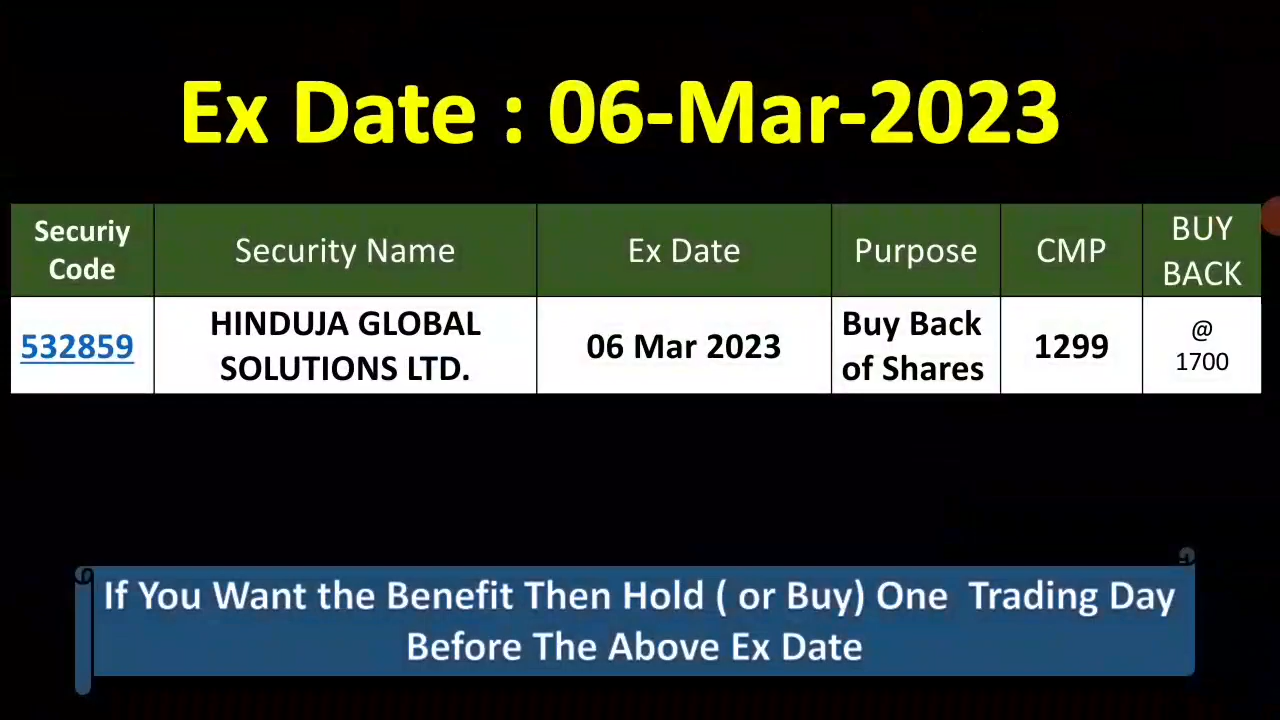 Ex Date : 06-Mar-2023
Securiy
Code
Security Name
Ex Date
Purpose
CMP
BUY
BACK
532859
HINDUJA GLOBAL
SOLUTIONS LTD.
06 Mar 2023
Buy Back
of Shares
1299
@
1700
If You Want the Benefit Then Hold ( or Buy) One Trading Day
Before The Above Ex Date